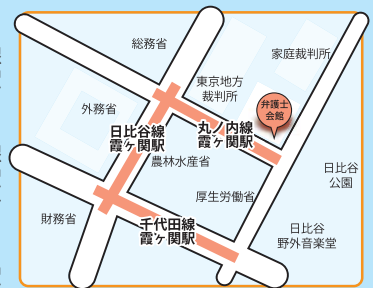 総務省
家庭裁判所
東京地方
裁判所
外務省
弁護士
会館
日比谷線
霞ヶ関駅
丸ノ内線
霞ヶ関駅
農林水産省
日比谷
公園
厚生労働省
財務省
千代田線
霞ヶ関駅
日比谷
野外音楽堂